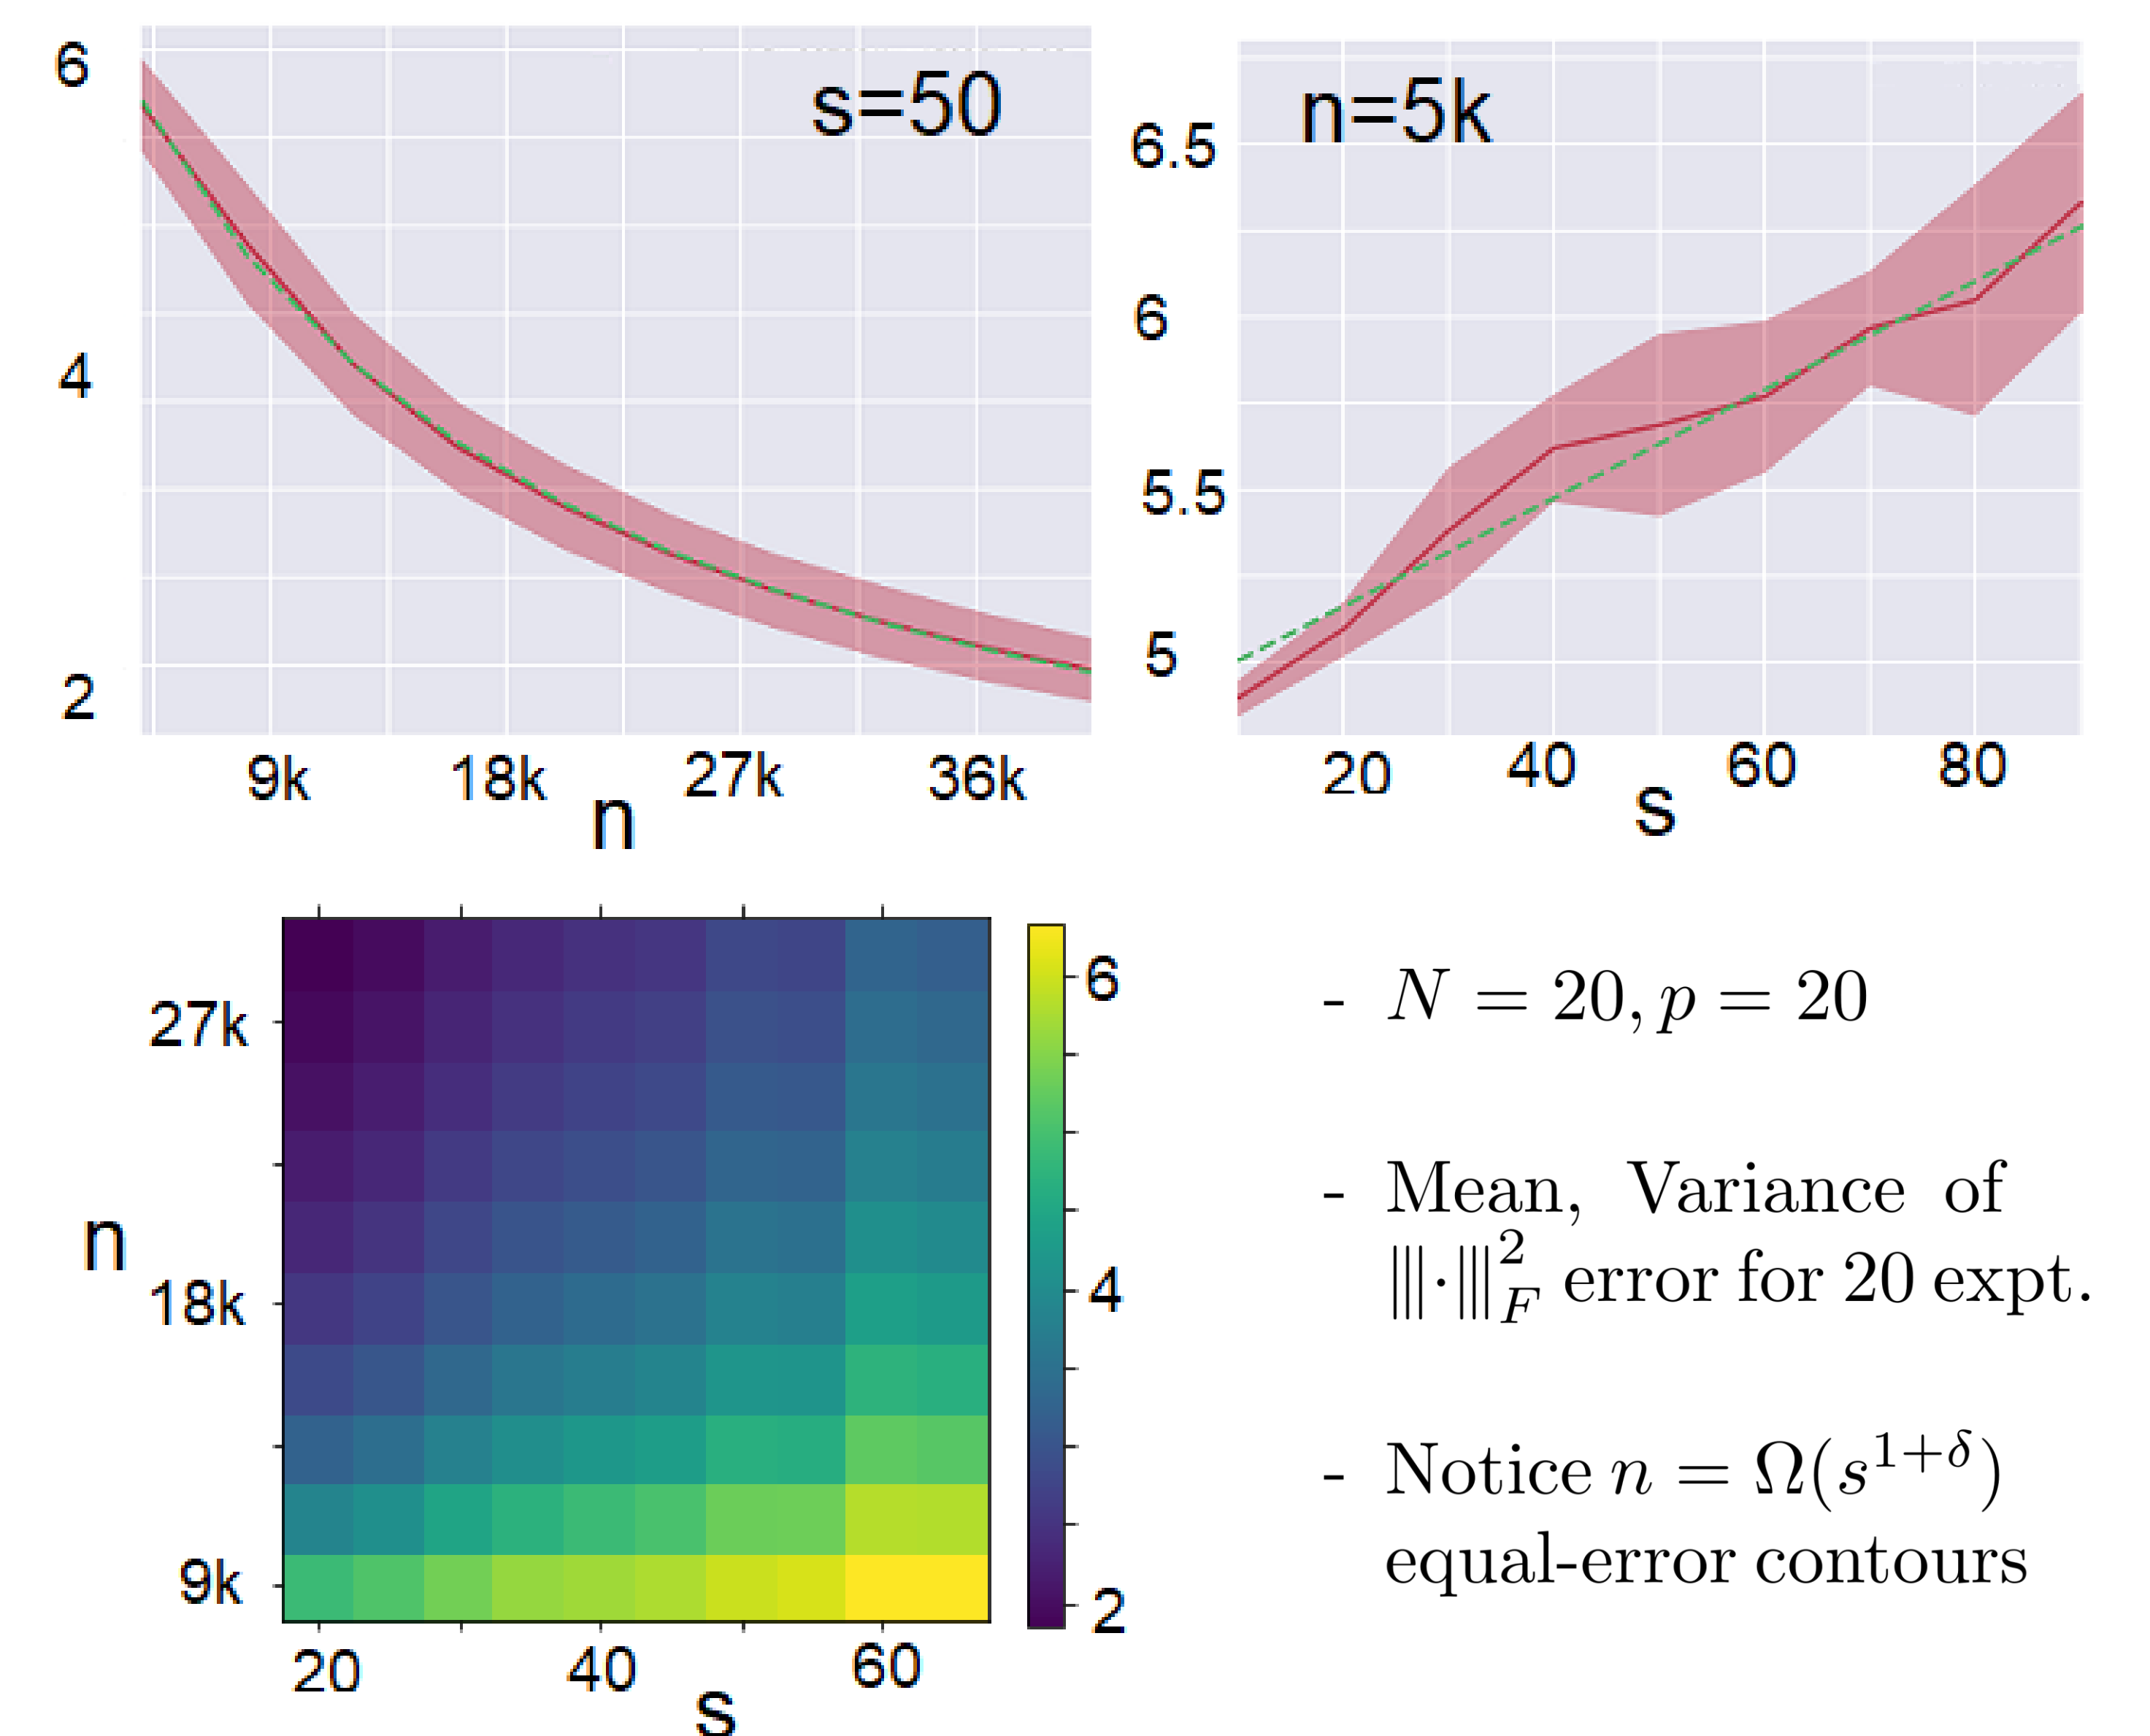 6
4
2
s=50
9k 18k 27k 36k
n
6.5
6
5.5
5
n=5k
20 40 60 80
s
27k
18k
9k
n
20 40 60
s
6
4
2
- N = 20, p = 20
- Mean, Variance of
|||·|||²_F error for 20 expt.
- Notice n = Ω(s^{1+δ})
equal-error contours